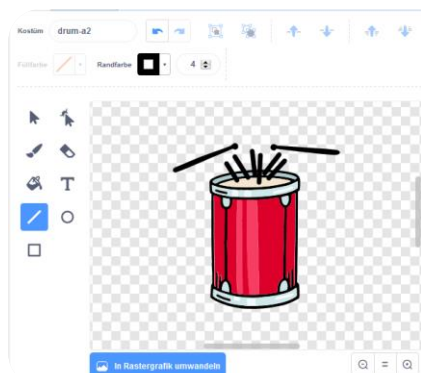 Kostüm drum-a2
Füllfarbe Randfarbe 4
T
In Rastergrafik umwandeln